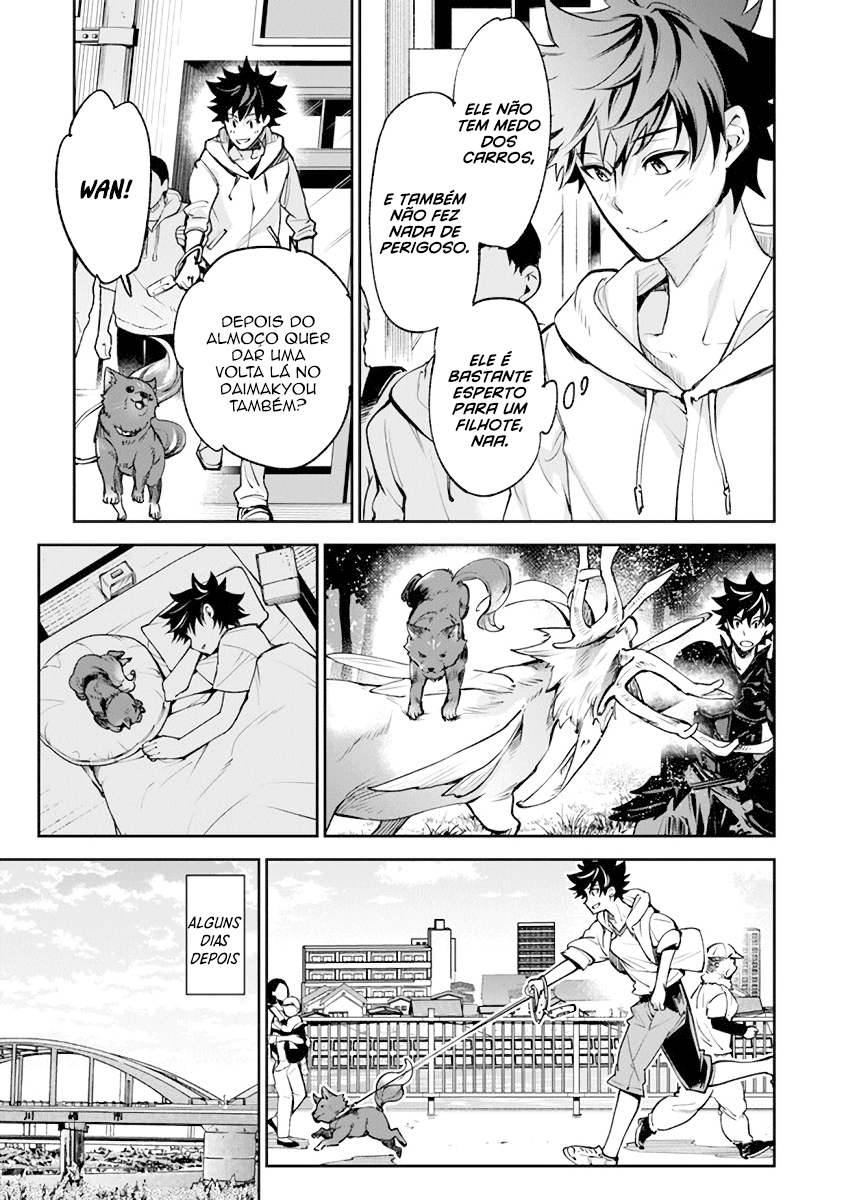 ELE NÃO
TEM MEDO
DOS
CARROS,
E TAMBÉM
NÃO FEZ
NADA DE
PERIGOSO.
ELE É
BASTANTE
ESPERTO
PARA UM
FILHOTE,
NAA.
WAN!
DEPOIS DO
ALMOÇO QUER
DAR UMA
VOLTA LÁ NO
DAIMAKYOU
TAMBÉM?
ALGUNS
DIAS
DEPOIS